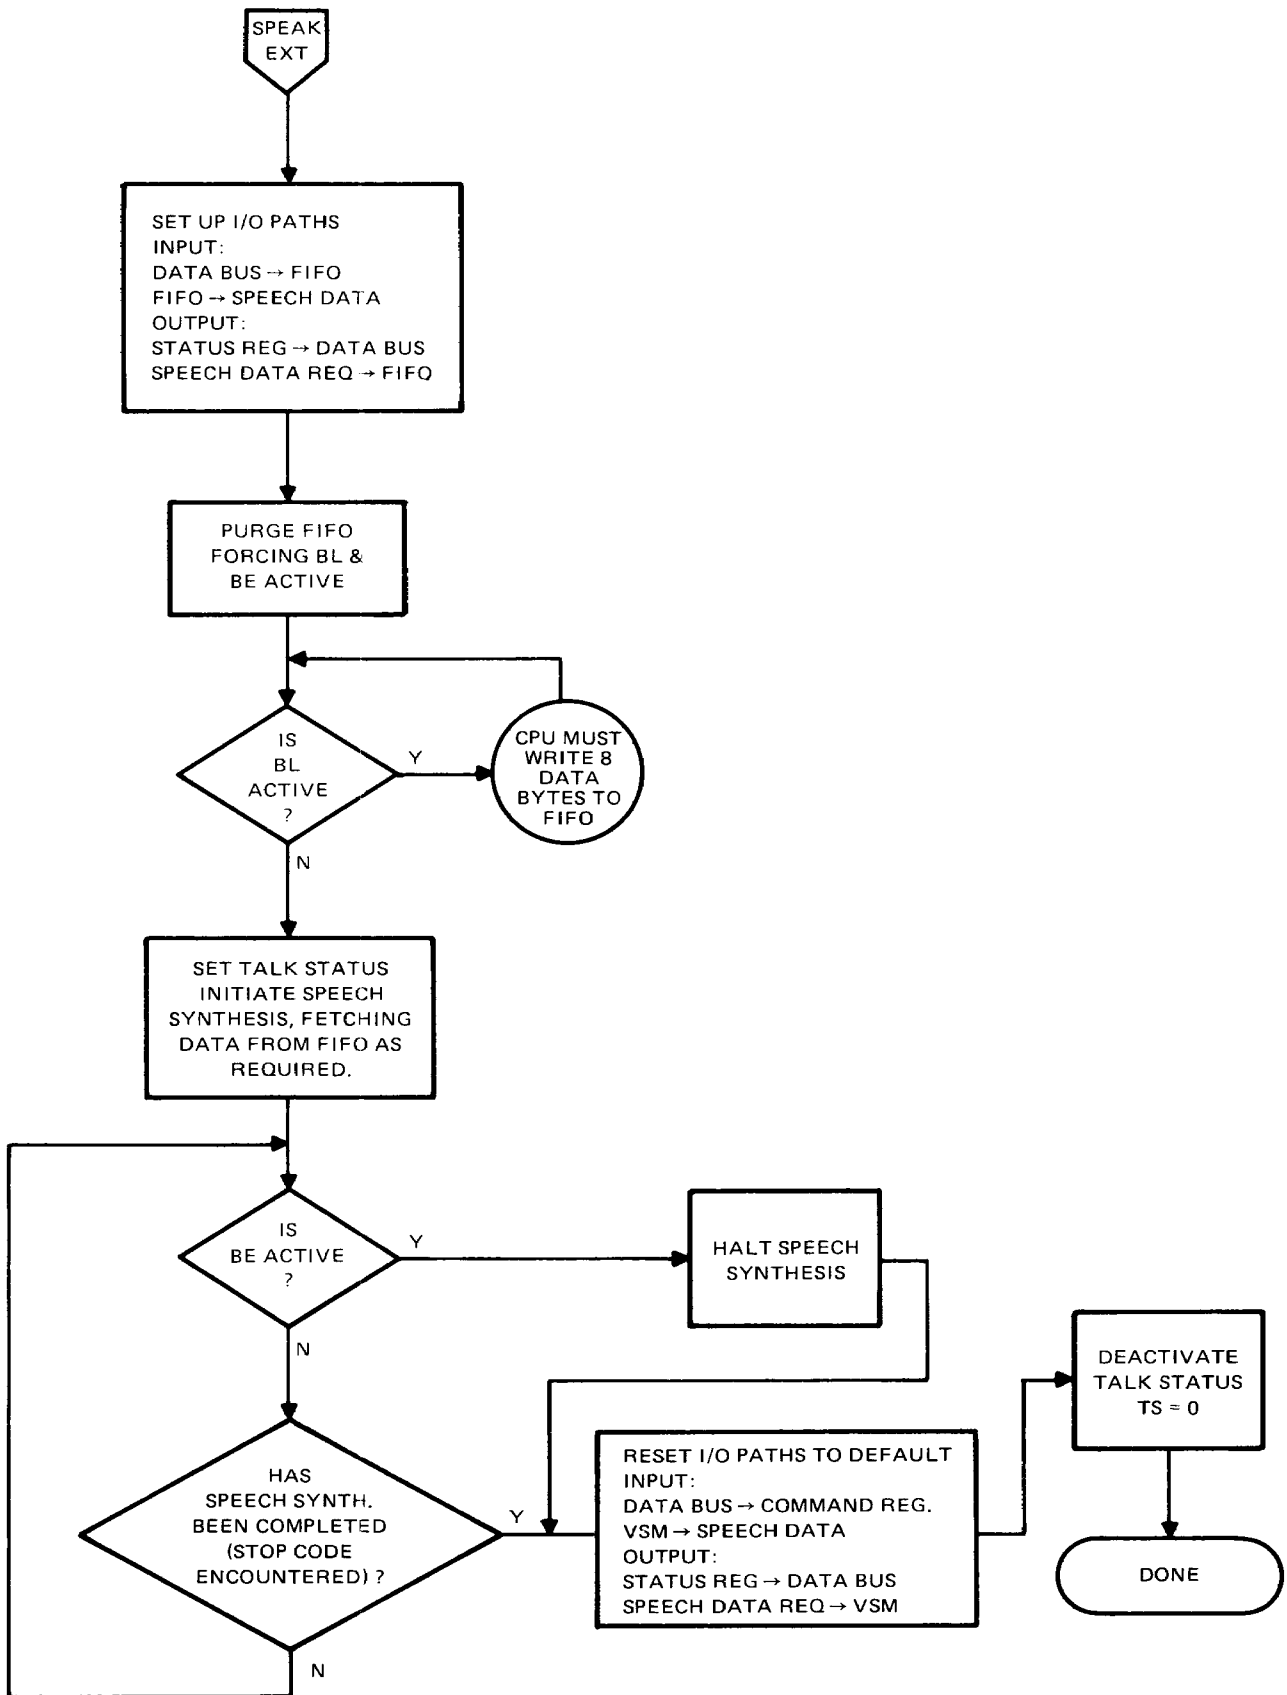 SPEAK
EXT
SET UP I/O PATHS
INPUT:
DATA BUS → FIFO
FIFO → SPEECH DATA
OUTPUT:
STATUS REG → DATA BUS
SPEECH DATA REQ → FIFO
PURGE FIFO
FORCING BL &
BE ACTIVE
IS
BL
ACTIVE
?
Y
CPU MUST
WRITE 8
DATA
BYTES TO
FIFO
N
SET TALK STATUS
INITIATE SPEECH
SYNTHESIS, FETCHING
DATA FROM FIFO AS
REQUIRED.
IS
BE ACTIVE
?
Y
HALT SPEECH
SYNTHESIS
N
DEACTIVATE
TALK STATUS
TS = 0
HAS
SPEECH SYNTH.
BEEN COMPLETED
(STOP CODE
ENCOUNTERED) ?
Y
RESET I/O PATHS TO DEFAULT
INPUT:
DATA BUS → COMMAND REG.
VSM → SPEECH DATA
OUTPUT:
STATUS REG → DATA BUS
SPEECH DATA REQ → VSM
DONE
N